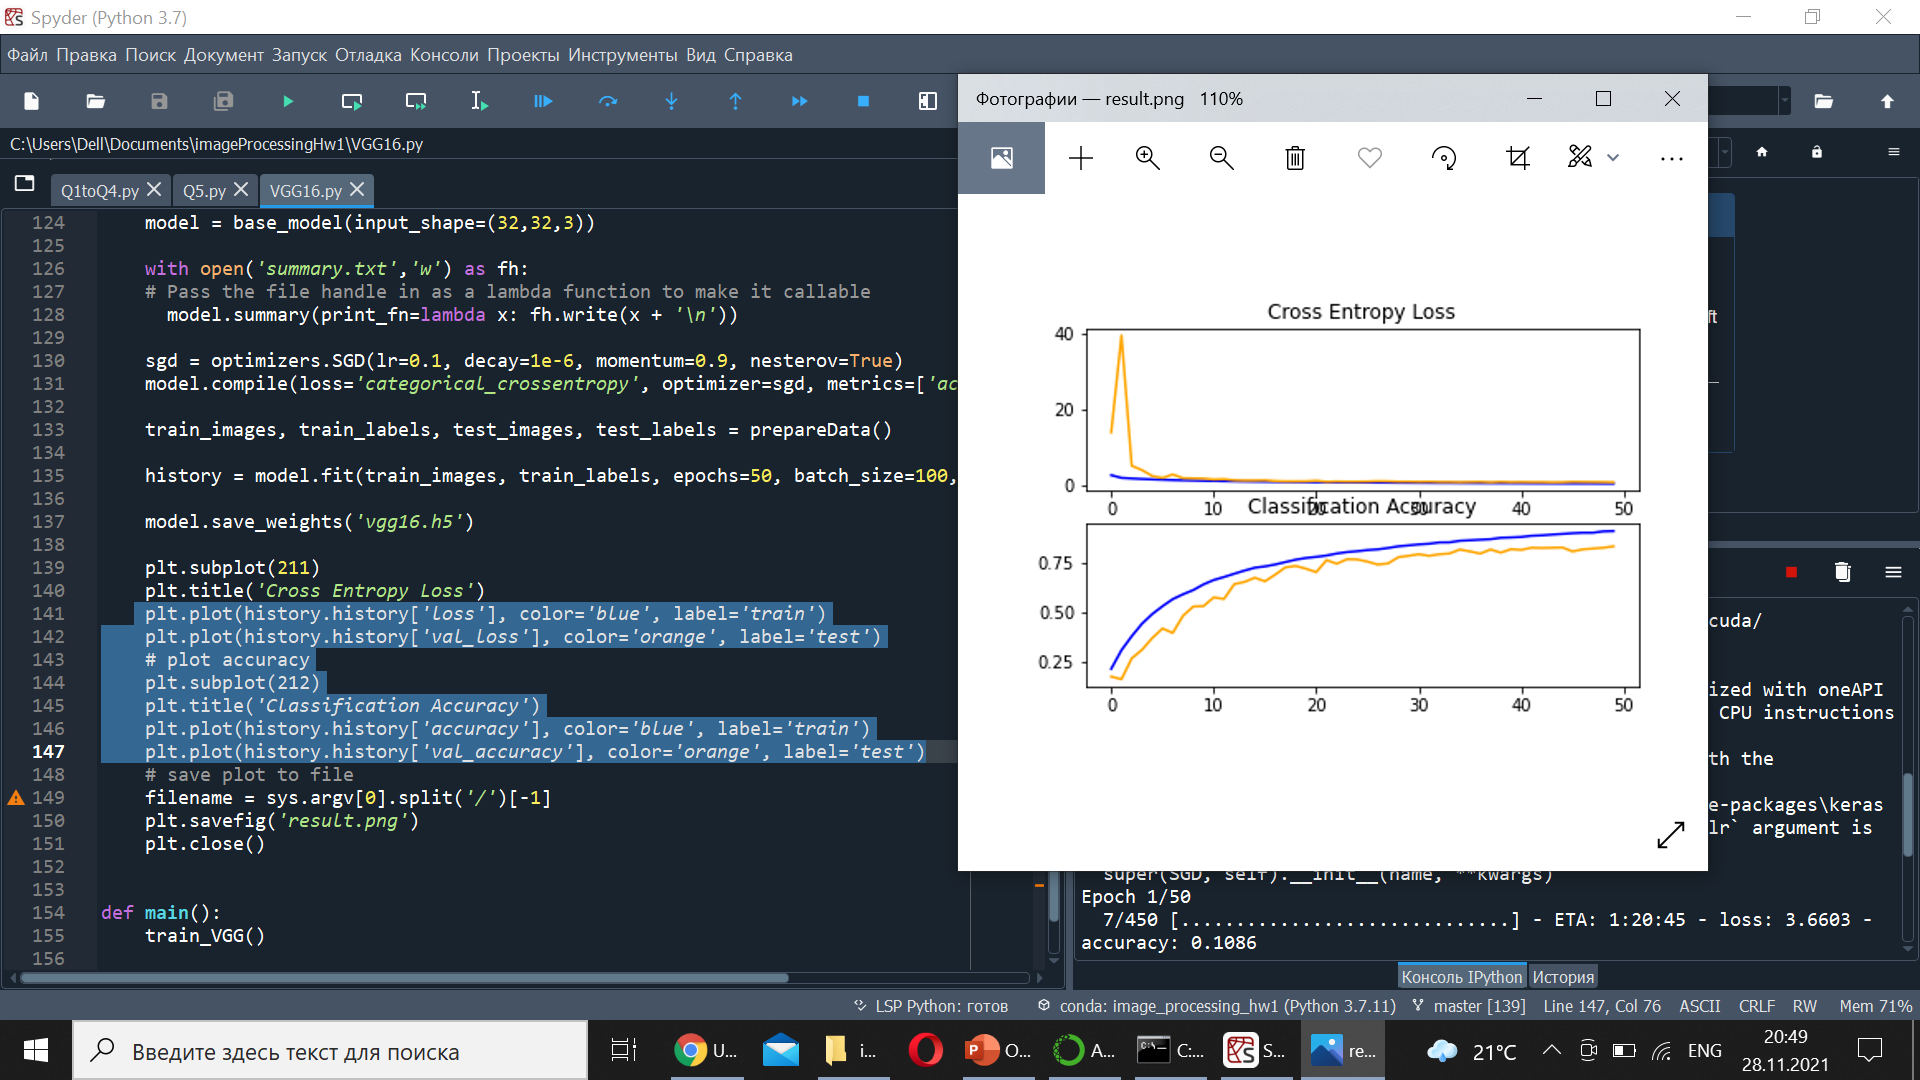 Spyder (Python 3.7)
Файл Правка Поиск Документ Запуск Отладка Консоли Проекты Инструменты Вид Справка
C:\Users\Dell\Documents\imageProcessingHw1\VGG16.py
Q1toQ4.py Q5.py VGG16.py
124 model = base_model(input_shape=(32,32,3))
125
126 with open('summary.txt','w') as fh:
127 # Pass the file handle in as a lambda function to make it callable
128 model.summary(print_fn=lambda x: fh.write(x + '\n'))
129
130 sgd = optimizers.SGD(lr=0.1, decay=1e-6, momentum=0.9, nesterov=True)
131 model.compile(loss='categorical_crossentropy', optimizer=sgd, metrics=['ac
132
133 train_images, train_labels, test_images, test_labels = prepareData()
134
135 history = model.fit(train_images, train_labels, epochs=50, batch_size=100,
136
137 model.save_weights('vgg16.h5')
138
139 plt.subplot(211)
140 plt.title('Cross Entropy Loss')
141 plt.plot(history.history['loss'], color='blue', label='train')
142 plt.plot(history.history['val_loss'], color='orange', label='test')
143 # plot accuracy
144 plt.subplot(212)
145 plt.title('Classification Accuracy')
146 plt.plot(history.history['accuracy'], color='blue', label='train')
147 plt.plot(history.history['val_accuracy'], color='orange', label='test')
148 # save plot to file
149 filename = sys.argv[0].split('/')[-1]
150 plt.savefig('result.png')
151 plt.close()
152
153
154 def main():
155 train_VGG()
156
Фотографии — result.png 110%
Cross Entropy Loss
40
20
0
0 10 20 30 40 50
Classification Accuracy
0.75
0.50
0.25
0 10 20 30 40 50
ft
cuda/
ized with oneAPI
CPU instructions
th the
e-packages\keras
lr` argument is
super(SGD, self).__init__(name, **kwargs)
Epoch 1/50
7/450 [..............................] - ETA: 1:20:45 - loss: 3.6603 -
accuracy: 0.1086
Консоль IPython История
LSP Python: готов conda: image_processing_hw1 (Python 3.7.11) master [139] Line 147, Col 76 ASCII CRLF RW Mem 71%
Введите здесь текст для поиска
U... i... O... A... C:... S... re...
21°C ENG
20:49
28.11.2021